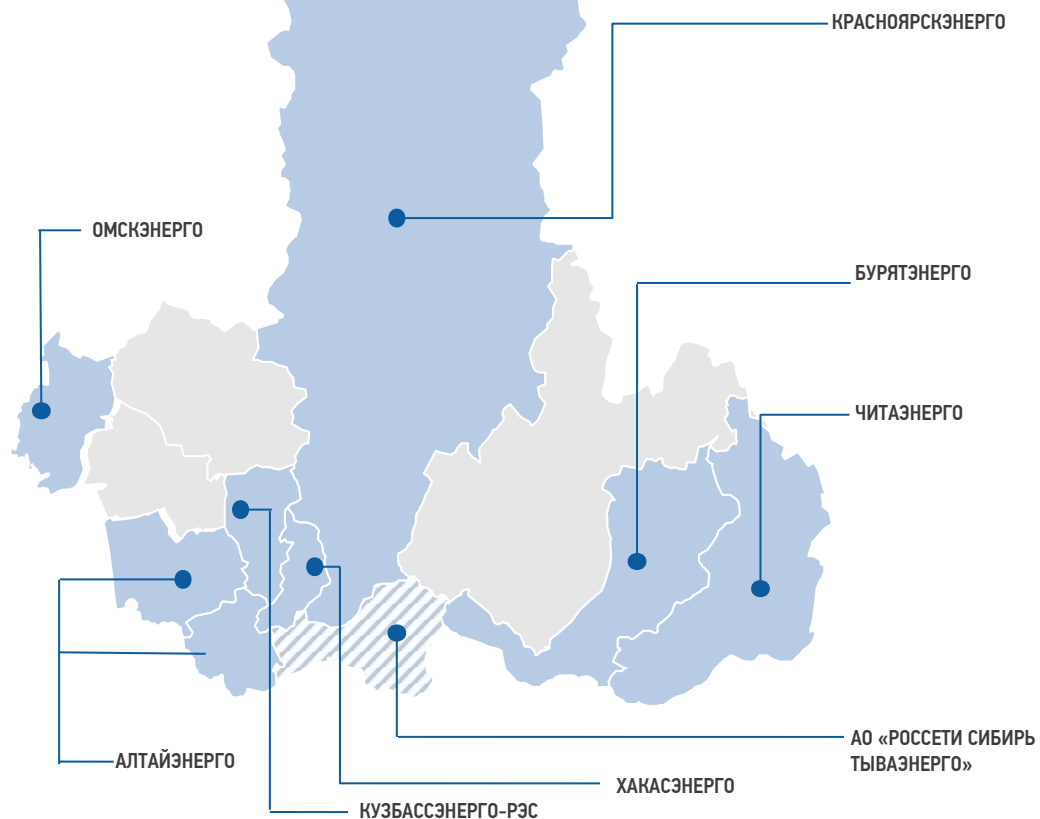 КРАСНОЯРСКЭНЕРГО
ОМСКЭНЕРГО
БУРЯТЭНЕРГО
ЧИТАЭНЕРГО
АО «РОССЕТИ СИБИРЬ
ТЫВАЭНЕРГО»
АЛТАЙЭНЕРГО
ХАКАСЭНЕРГО
КУЗБАССЭНЕРГО-РЭС